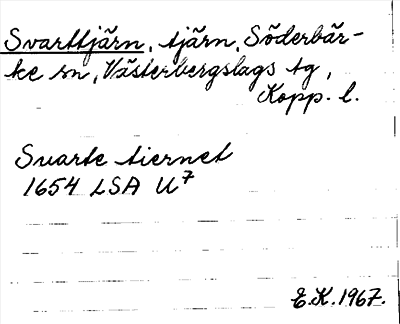 Svarttjärn, tjärn, Söderbär-
ke sn, Västerbergslags tg,
Kopp. l.
Svarte tiernet
1654 LSA U7
E.K. 1967.